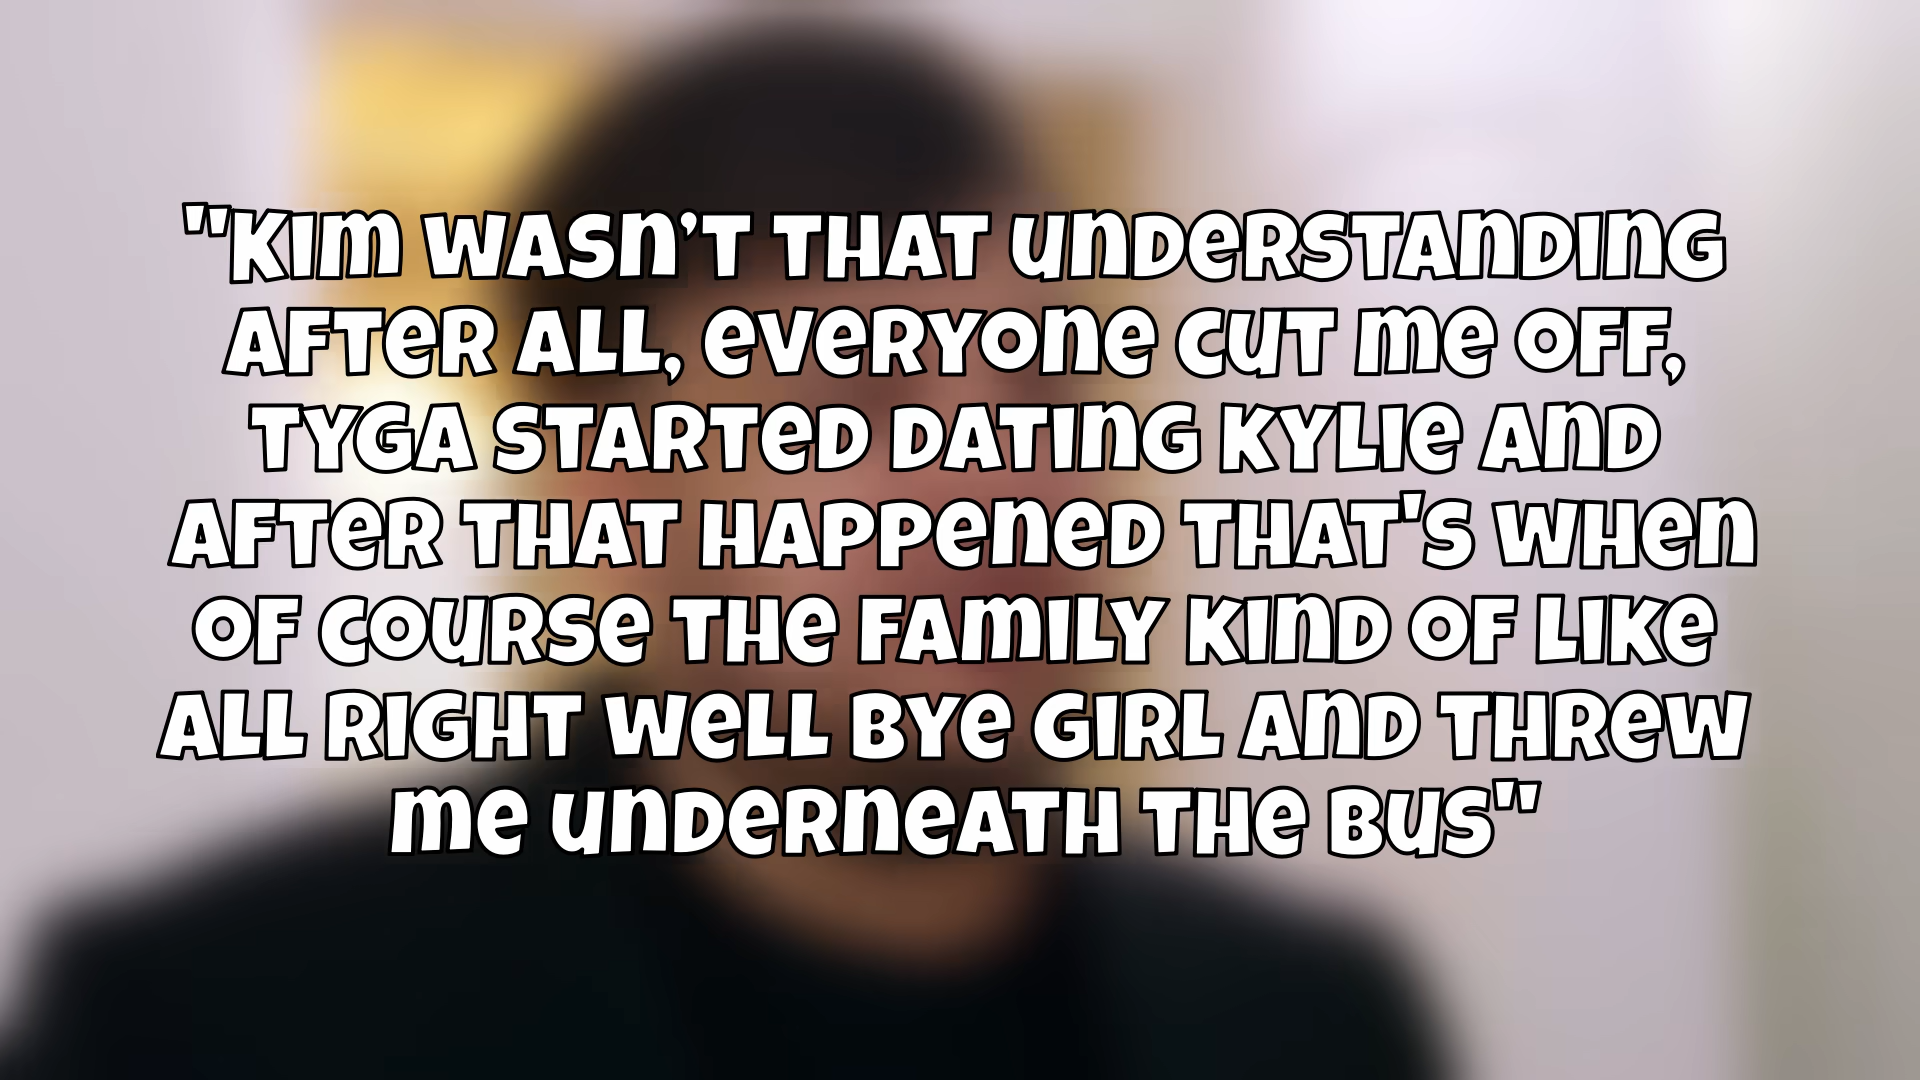 "Kim wasn’t that understanding
after all, everyone cut me off,
Tyga started dating Kylie and
after that happened that's when
of course the family kind of like
all right well bye girl and threw
me underneath the bus"